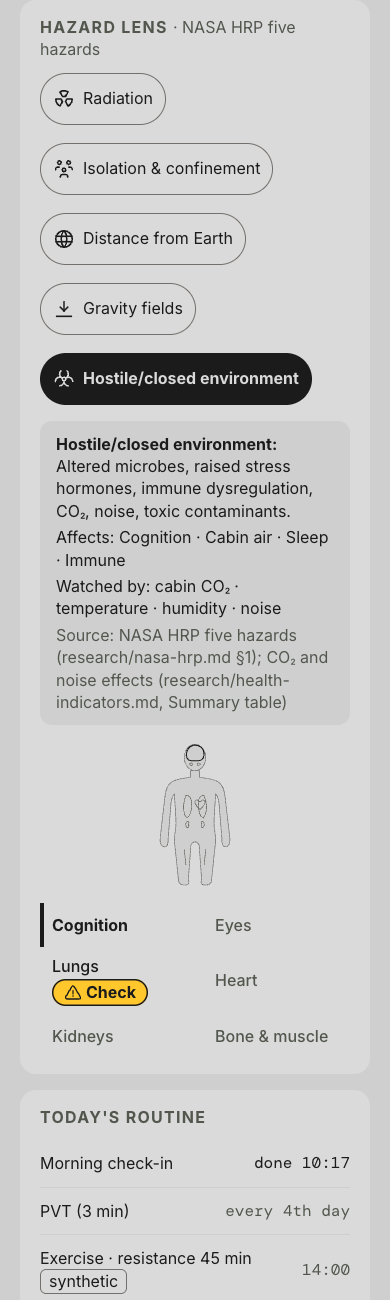 HAZARD LENS · NASA HRP five
hazards
Radiation
Isolation & confinement
Distance from Earth
Gravity fields
Hostile/closed environment
Hostile/closed environment:
Altered microbes, raised stress
hormones, immune dysregulation,
CO₂, noise, toxic contaminants.
Affects: Cognition · Cabin air · Sleep
· Immune
Watched by: cabin CO₂ ·
temperature · humidity · noise
Source: NASA HRP five hazards
(research/nasa-hrp.md §1); CO₂ and
noise effects (research/health-
indicators.md, Summary table)
Cognition
Eyes
Lungs
Check
Heart
Kidneys
Bone & muscle
TODAY'S ROUTINE
Morning check-in done 10:17
PVT (3 min) every 4th day
Exercise · resistance 45 min
synthetic
14:00